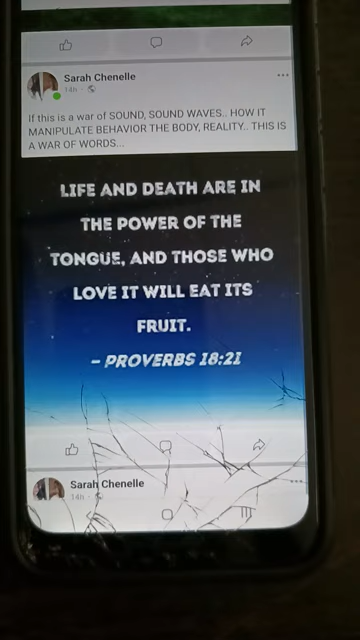 Sarah Chenelle
14h
If this is a war of SOUND, SOUND WAVES.. HOW IT
MANIPULATE BEHAVIOR THE BODY, REALITY.. THIS IS
A WAR OF WORDS...
LIFE AND DEATH ARE IN
THE POWER OF THE
TONGUE, AND THOSE WHO
LOVE IT WILL EAT ITS
FRUIT.
– PROVERBS 18:21
Sarah Chenelle
14h